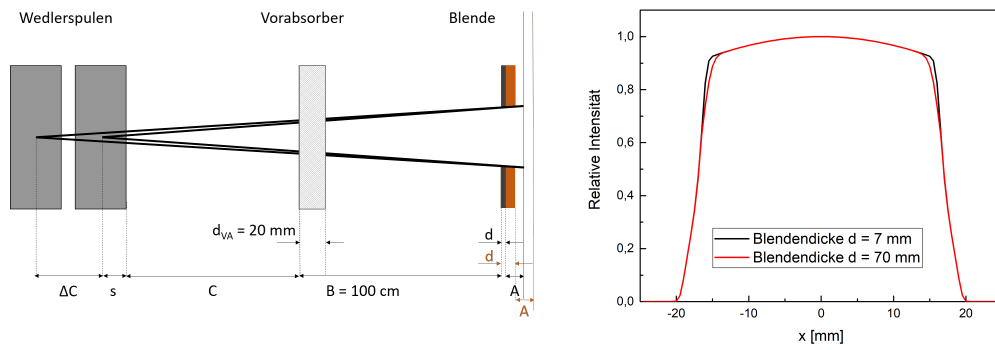 Wedlerspulen
Vorabsorber
Blende
d_VA = 20 mm
d
d
ΔC
s
C
B = 100 cm
A
A
Relative Intensität
1,0
0,8
0,6
0,4
0,2
0,0
-20
-10
0
10
20
x [mm]
Blendendicke d = 7 mm
Blendendicke d = 70 mm